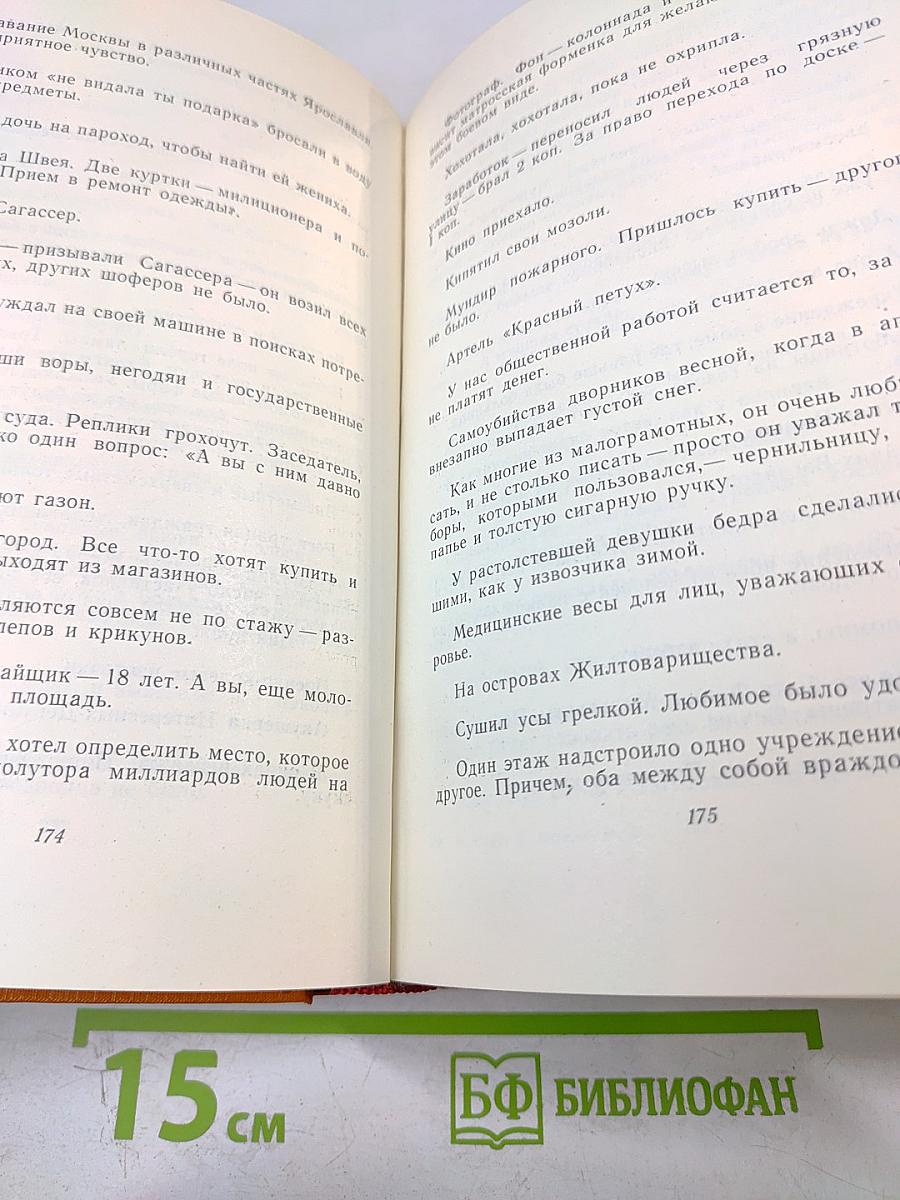 авание Москвы в различных частях Ярославля
приятное чувство.
ком «не видала ты подарка» бросали в воду
редметы.
дочь на пароход, чтобы найти ей жениха.
а Швея. Две куртки — милиционера и по-
Прием в ремонт одежды».
Сагассер.
— призывали Сагассера — он возил всех
х, других шоферов не было.
уждал на своей машине в поисках потре-
ши воры, негодяи и государственные
суда. Реплики грохочут. Заседатель,
ко один вопрос: «А вы с ним давно
ют газон.
город. Все что-то хотят купить и
ыходят из магазинов.
ляются совсем не по стажу — раз-
лепов и крикунов.
айщик — 18 лет. А вы, еще моло-
площадь.
хотел определить место, которое
полутора миллиардов людей на
174
Фотограф. Фон — колоннада и
висит матросская форменка для желаю
этом боевом виде.
Хохотала, хохотала, пока не охрипла.
Заработок — переносил людей через грязную
улицу — брал 2 коп. За право перехода по доске —
1 коп.
Кино приехало.
Кипятил свои мозоли.
Мундир пожарного. Пришлось купить — другог
не было.
Артель «Красный петух».
У нас общественной работой считается то, за
не платят денег.
Самоубийства дворников весной, когда в ап
внезапно выпадает густой снег.
Как многие из малограмотных, он очень люби
сать, и не столько писать — просто он уважал т
боры, которыми пользовался,— чернильницу,
папье и толстую сигарную ручку.
У растолстевшей девушки бедра сделалис
шими, как у извозчика зимой.
Медицинские весы для лиц, уважающих с
ровье.
На островах Жилтоварищества.
Сушил усы грелкой. Любимое было удо
Один этаж надстроило одно учреждение
другое. Причем, оба между собой враждо
175
15 см
БФ БИБЛИОФАН